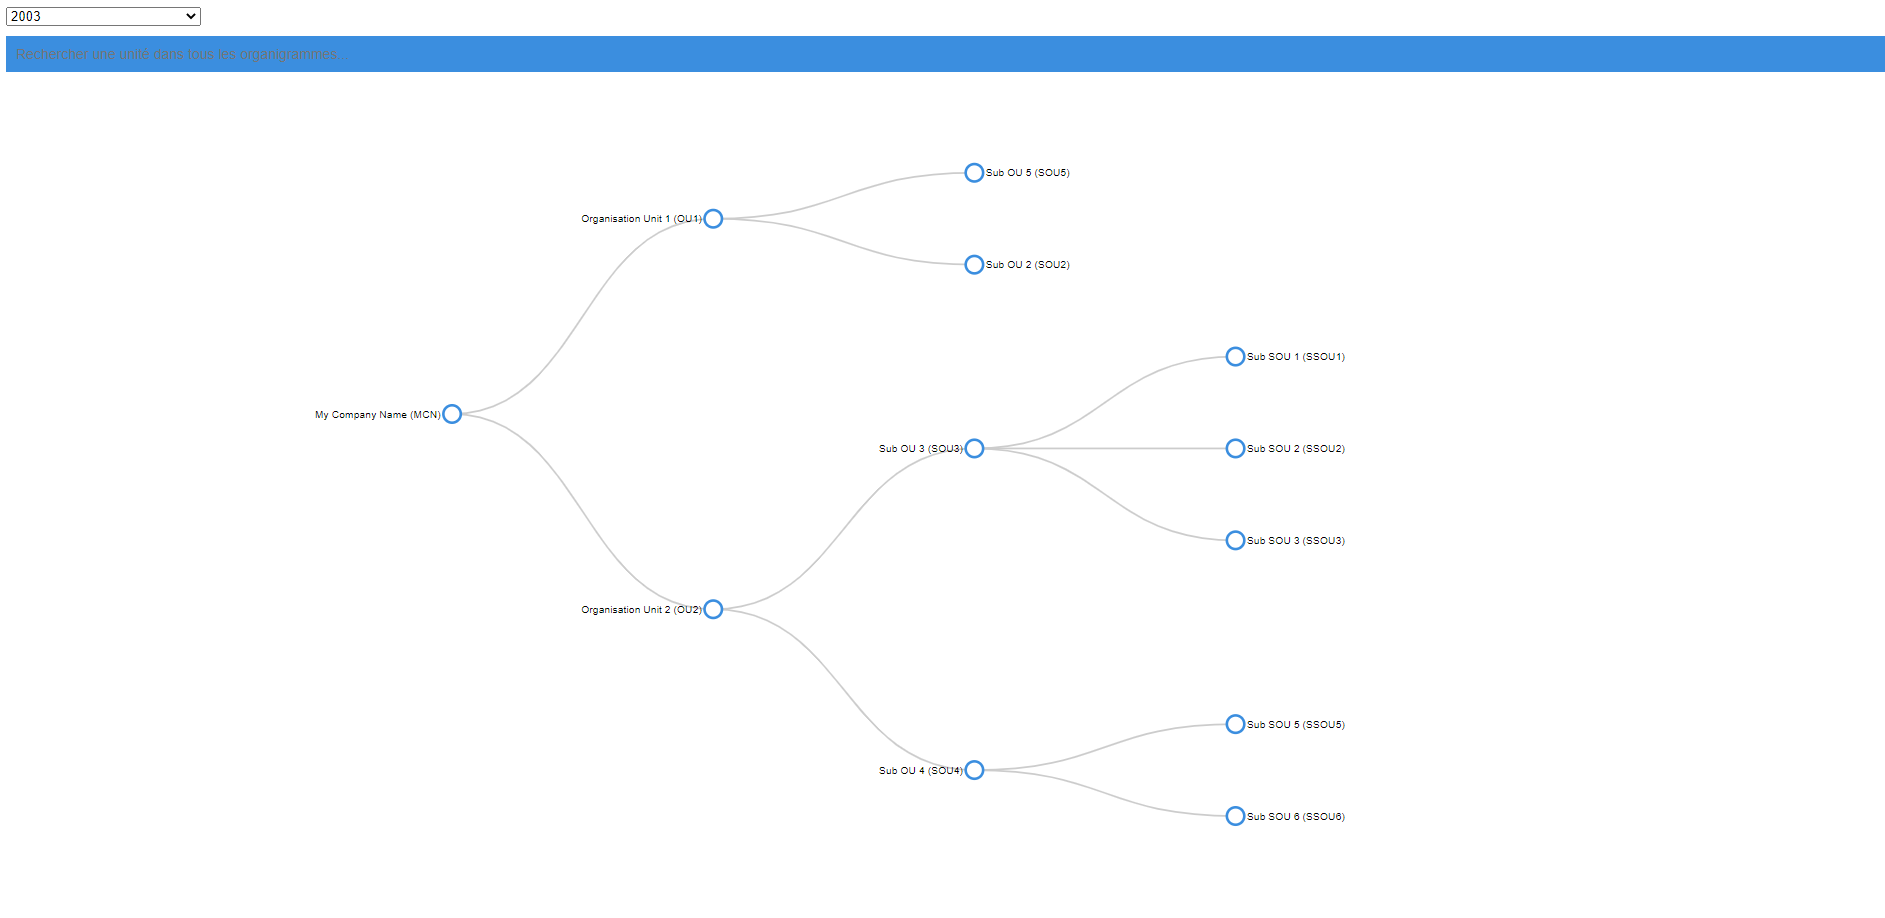 2003
Rechercher une unité dans tous les organigrammes...
Sub OU 5 (SOU5)
Organisation Unit 1 (OU1)
Sub OU 2 (SOU2)
Sub SOU 1 (SSOU1)
My Company Name (MCN)
Sub OU 3 (SOU3)
Sub SOU 2 (SSOU2)
Sub SOU 3 (SSOU3)
Organisation Unit 2 (OU2)
Sub SOU 5 (SSOU5)
Sub OU 4 (SOU4)
Sub SOU 6 (SSOU6)